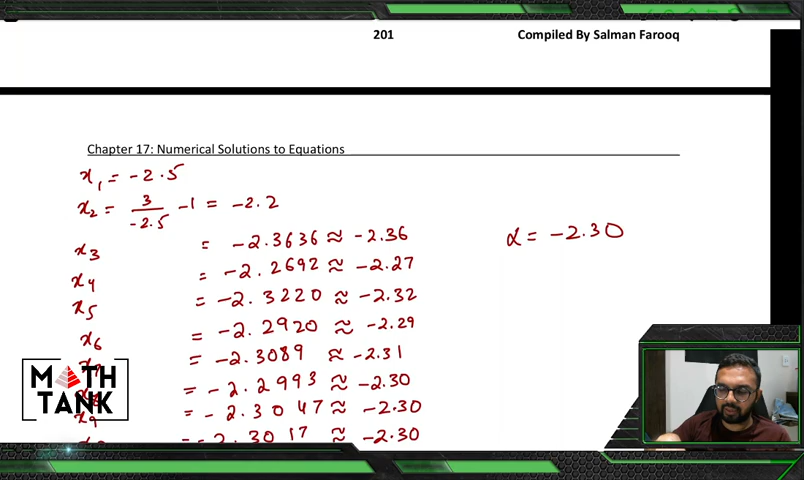 201 Compiled By Salman Farooq
Chapter 17: Numerical Solutions to Equations
x₁ = -2.5
x₂ = 3/-2.5 -1 = -2.2
x₃ = -2.3636 ≈ -2.36
α = -2.30
x₄ = -2.2692 ≈ -2.27
x₅ = -2.3220 ≈ -2.32
x₆ = -2.2920 ≈ -2.29
= -2.3089 ≈ -2.31
= -2.2993 ≈ -2.30
x₉ = -2.3047 ≈ -2.30
= -2.3017 ≈ -2.30
MATH
TANK